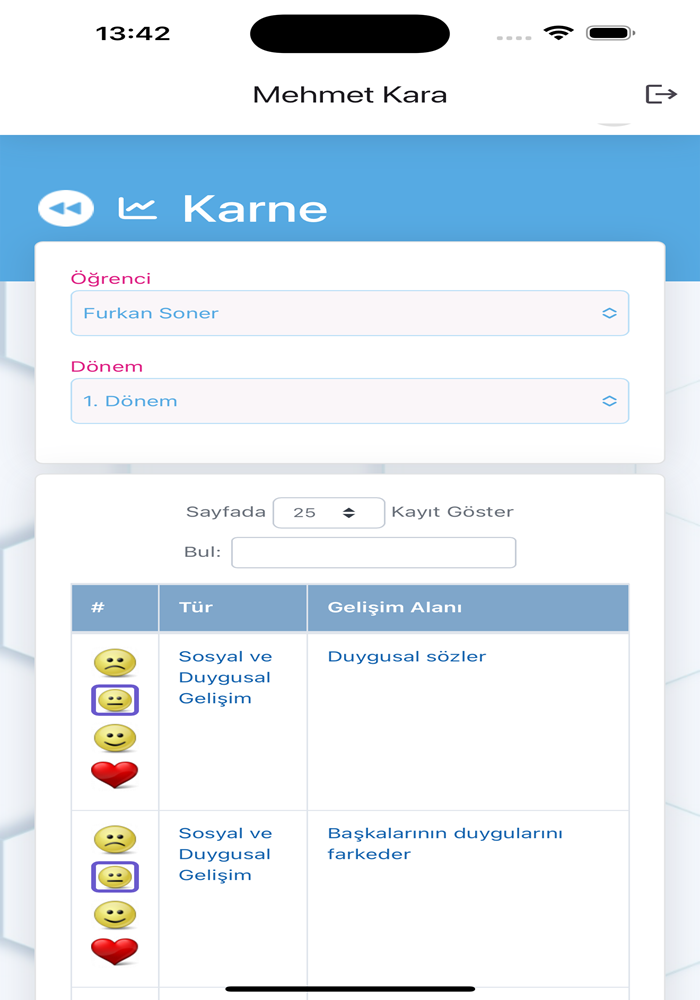 13:42
Mehmet Kara
Karne
Öğrenci
Furkan Soner
Dönem
1. Dönem
Sayfada 25 Kayıt Göster
Bul:
# Tür Gelişim Alanı
Sosyal ve Duygusal sözler
Duygusal
Gelişim
Sosyal ve Başkalarının duygularını
Duygusal farkeder
Gelişim